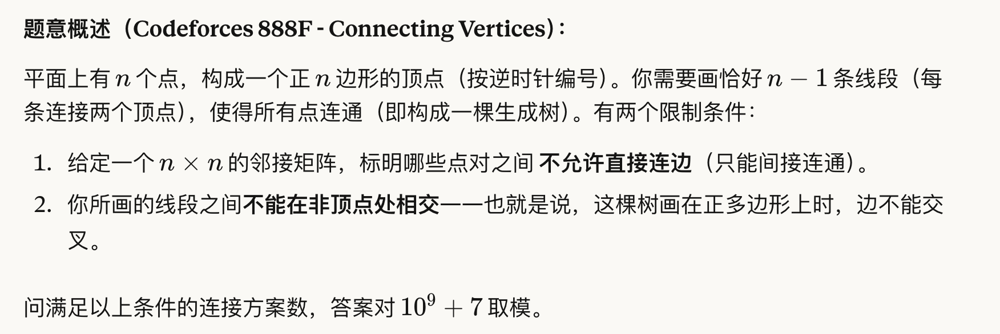 题意概述（Codeforces 888F - Connecting Vertices）：
平面上有 n 个点，构成一个正 n 边形的顶点（按逆时针编号）。你需要画恰好 n − 1 条线段（每
条连接两个顶点），使得所有点连通（即构成一棵生成树）。有两个限制条件：
1. 给定一个 n × n 的邻接矩阵，标明哪些点对之间 不允许直接连边（只能间接连通）。
2. 你所画的线段之间不能在非顶点处相交——也就是说，这棵树画在正多边形上时，边不能交
叉。
问满足以上条件的连接方案数，答案对 10⁹ + 7 取模。